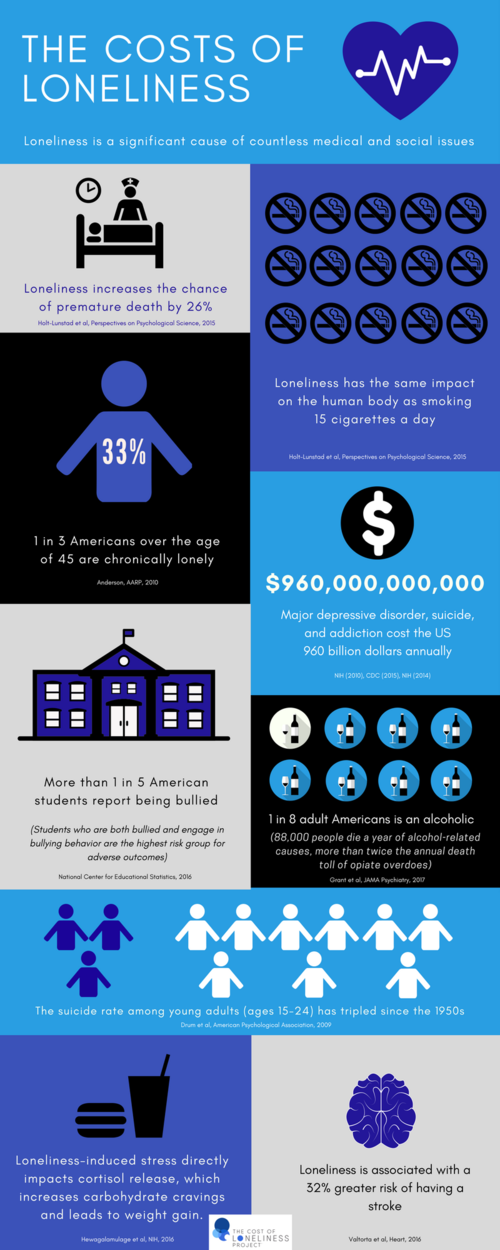 THE COSTS OF
LONELINESS
Loneliness is a significant cause of countless medical and social issues
Loneliness increases the chance
of premature death by 26%
Holt-Lunstad et al, Perspectives on Psychological Science, 2015
Loneliness has the same impact
on the human body as smoking
15 cigarettes a day
Holt-Lunstad et al, Perspectives on Psychological Science, 2015
33%
1 in 3 Americans over the age
of 45 are chronically lonely
Anderson, AARP, 2010
$
$960,000,000,000
Major depressive disorder, suicide,
and addiction cost the US
960 billion dollars annually
NIH (2010), CDC (2015), NIH (2014)
More than 1 in 5 American
students report being bullied
(Students who are both bullied and engage in
bullying behavior are the highest risk group for
adverse outcomes)
National Center for Educational Statistics, 2016
1 in 8 adult Americans is an alcoholic
(88,000 people die a year of alcohol-related
causes, more than twice the annual death
toll of opiate overdoes)
Grant et al, JAMA Psychiatry, 2017
The suicide rate among young adults (ages 15-24) has tripled since the 1950s
Drum et al, American Psychological Association, 2009
Loneliness-induced stress directly
impacts cortisol release, which
increases carbohydrate cravings
and leads to weight gain.
Hewagalamulage et al, NIH, 2016
Loneliness is associated with a
32% greater risk of having a
stroke
Valtorta et al, Heart, 2016
THE COST OF
LONELINESS
PROJECT